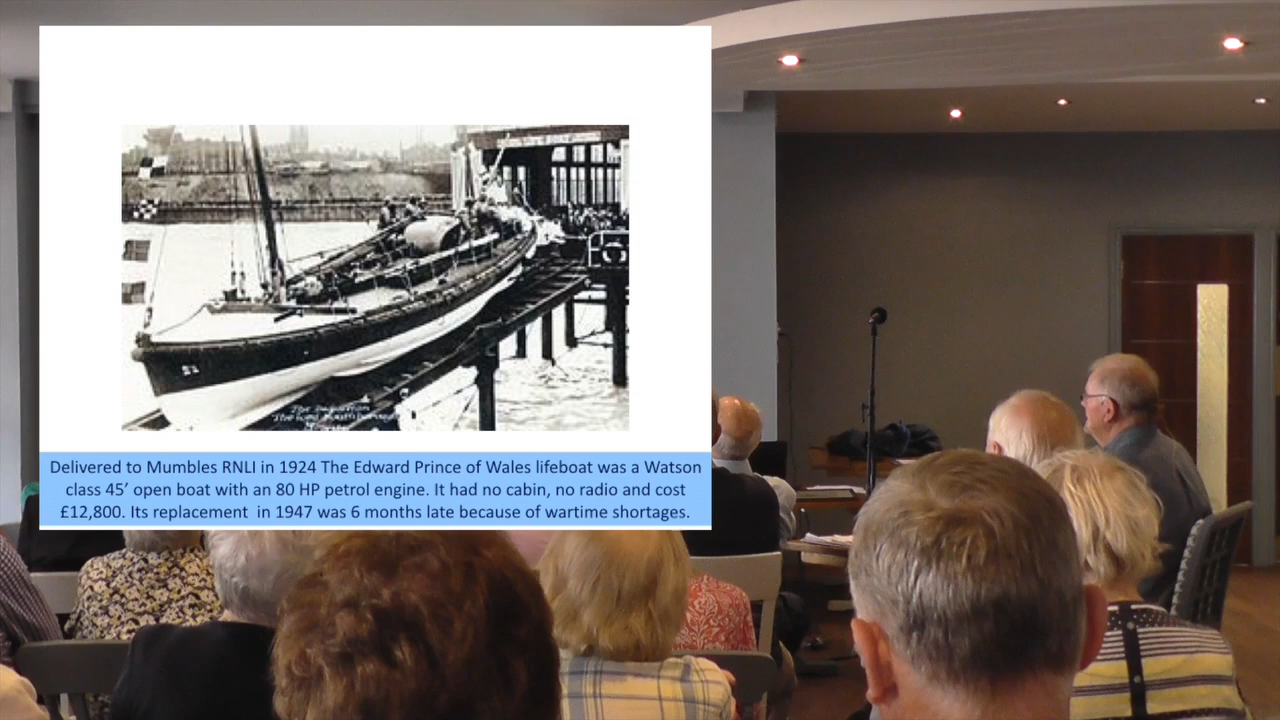 Delivered to Mumbles RNLI in 1924 The Edward Prince of Wales lifeboat was a Watson
class 45’ open boat with an 80 HP petrol engine. It had no cabin, no radio and cost
£12,800. Its replacement  in 1947 was 6 months late because of wartime shortages.